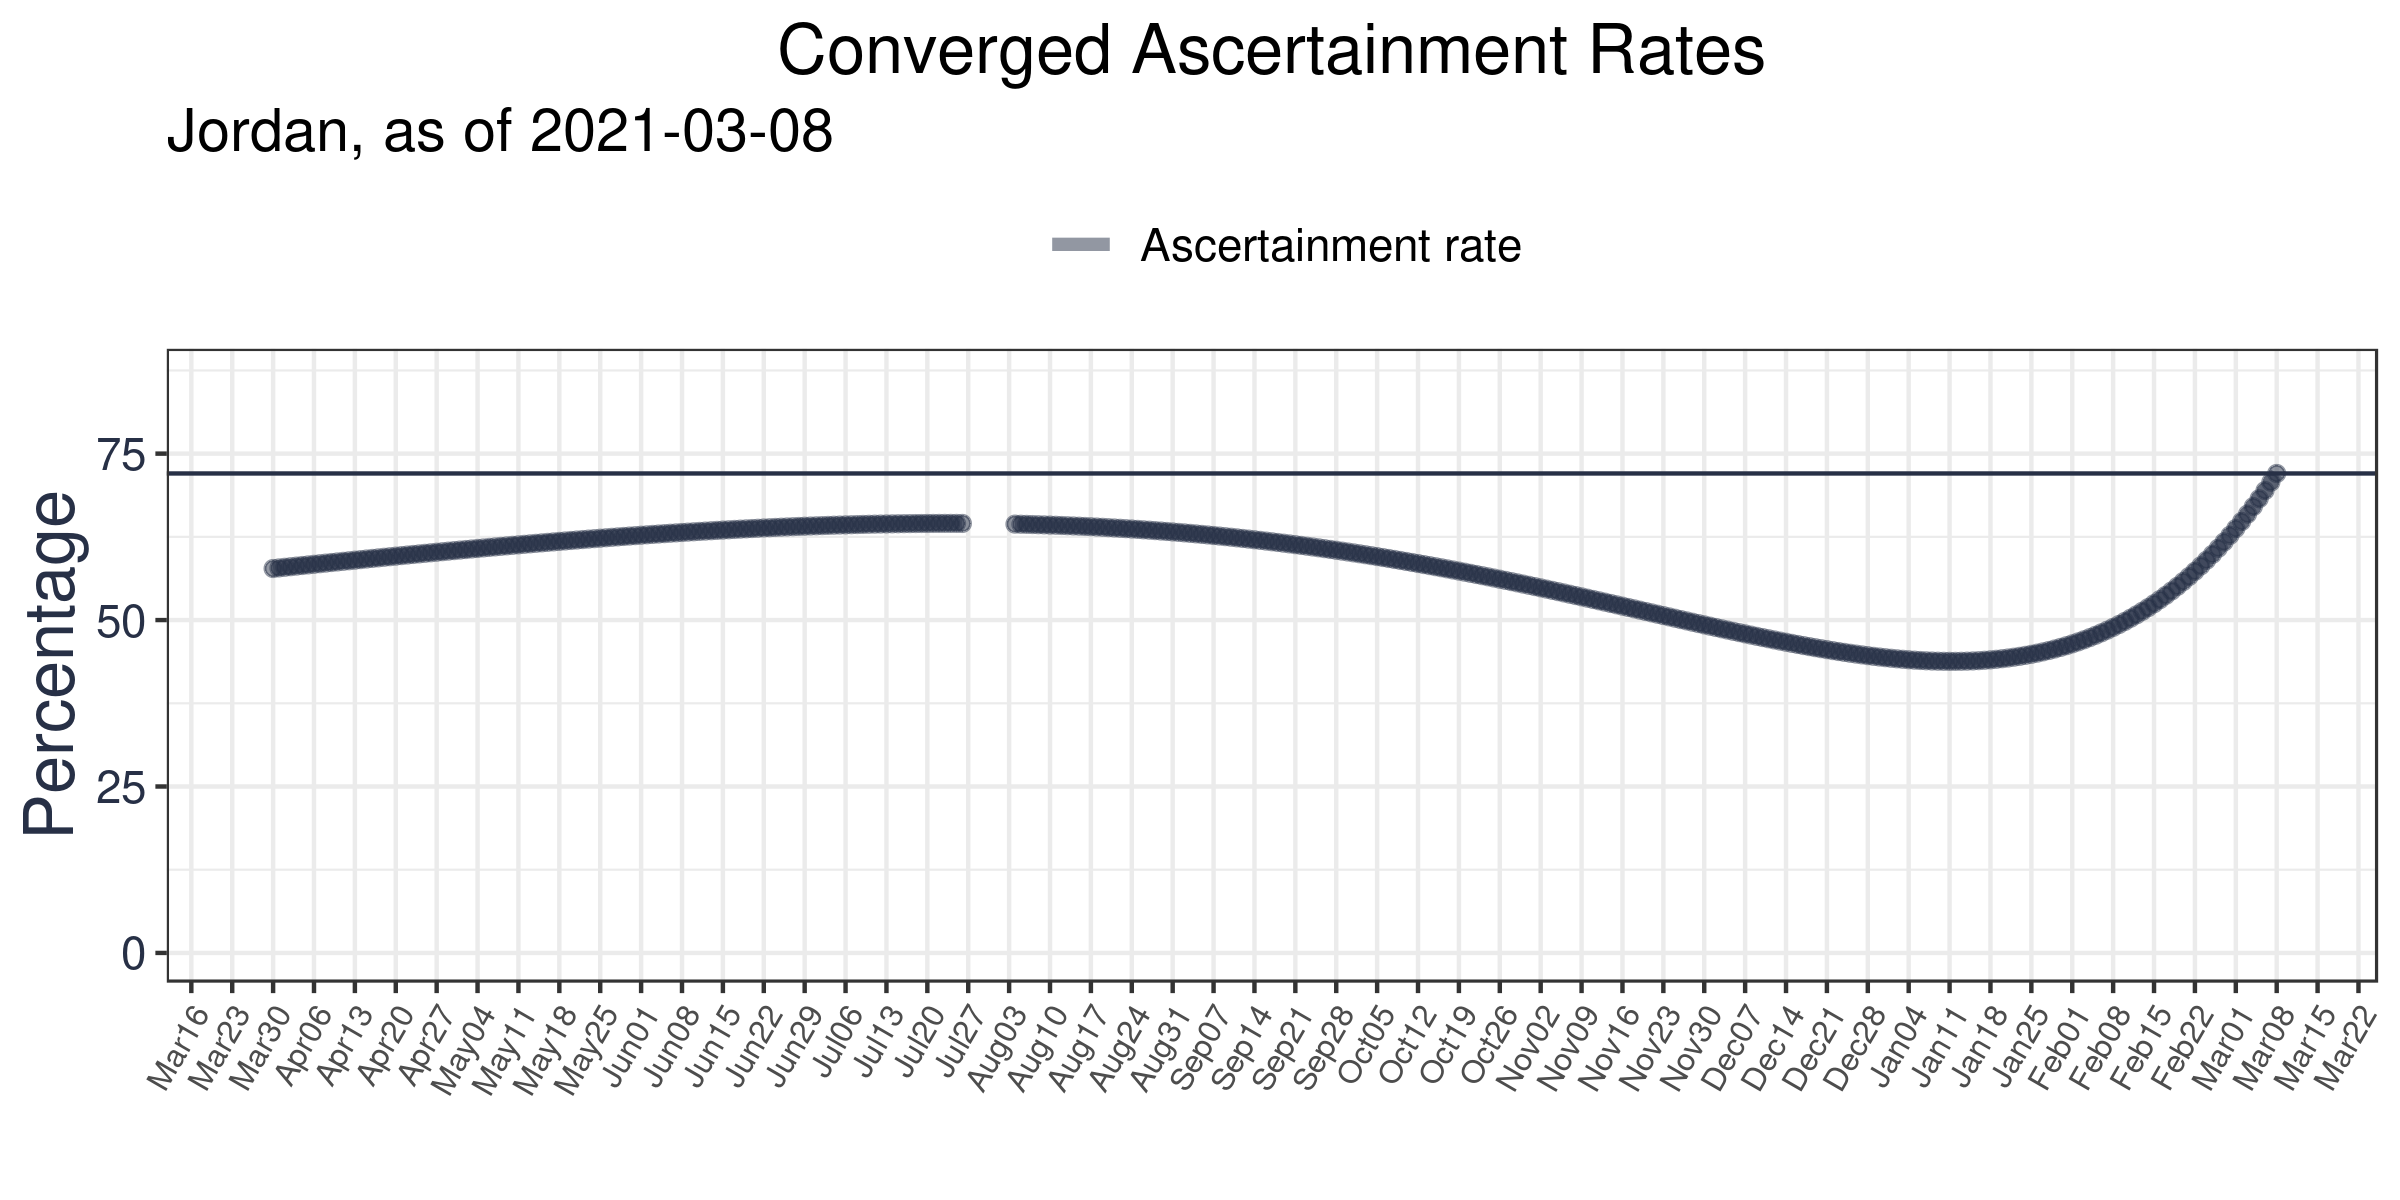 Converged Ascertainment Rates
Jordan, as of 2021-03-08
Ascertainment rate
Percentage
75
50
25
0
Mar16 Mar23 Mar30 Apr06 Apr13 Apr20 Apr27 May04 May11 May18 May25 Jun01 Jun08 Jun15 Jun22 Jun29 Jul06 Jul13 Jul20 Jul27 Aug03 Aug10 Aug17 Aug24 Aug31 Sep07 Sep14 Sep21 Sep28 Oct05 Oct12 Oct19 Oct26 Nov02 Nov09 Nov16 Nov23 Nov30 Dec07 Dec14 Dec21 Dec28 Jan04 Jan11 Jan18 Jan25 Feb01 Feb08 Feb15 Feb22 Mar01 Mar08 Mar15 Mar22